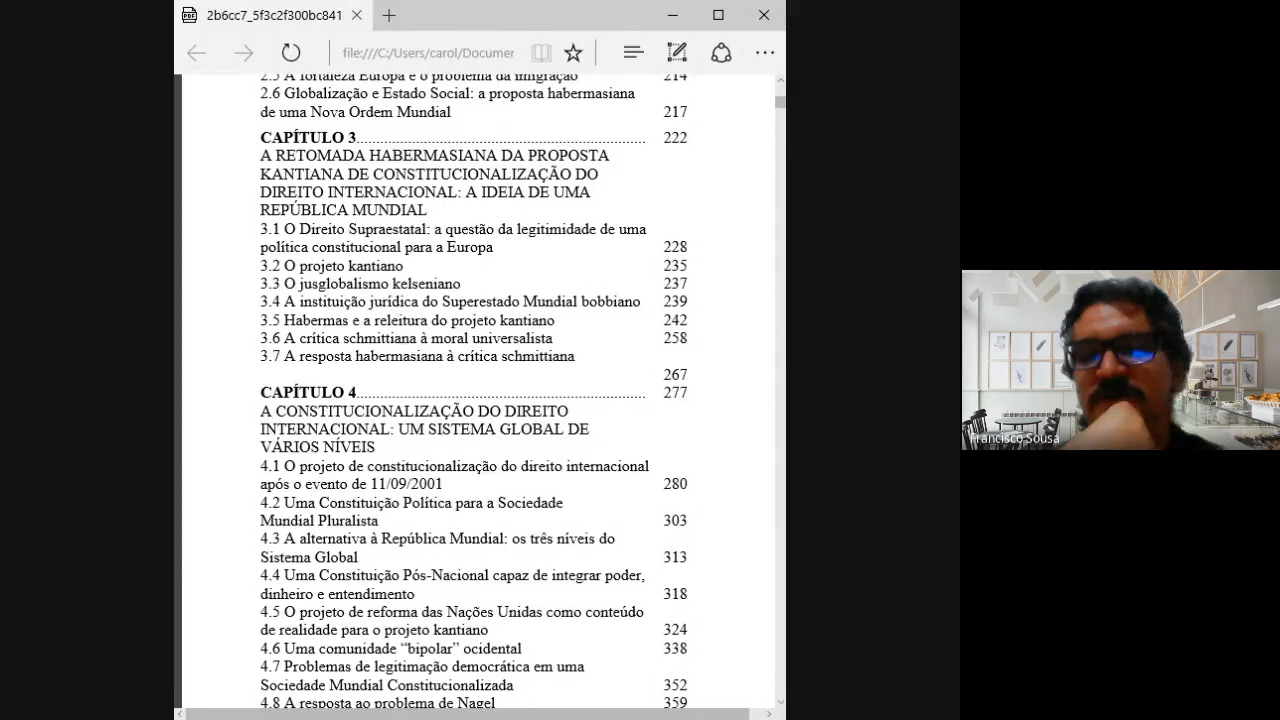 2b6cc7_5f3c2f300bc841
file:///C:/Users/carol/Documer
2.5 A fortaleza Europa e o problema da imigração 214
2.6 Globalização e Estado Social: a proposta habermasiana
de uma Nova Ordem Mundial 217
CAPÍTULO 3...................................................................... 222
A RETOMADA HABERMASIANA DA PROPOSTA
KANTIANA DE CONSTITUCIONALIZAÇÃO DO
DIREITO INTERNACIONAL: A IDEIA DE UMA
REPÚBLICA MUNDIAL
3.1 O Direito Supraestatal: a questão da legitimidade de uma
política constitucional para a Europa 228
3.2 O projeto kantiano 235
3.3 O jusglobalismo kelseniano 237
3.4 A instituição jurídica do Superestado Mundial bobbiano 239
3.5 Habermas e a releitura do projeto kantiano 242
3.6 A crítica schmittiana à moral universalista 258
3.7 A resposta habermasiana à crítica schmittiana
267
CAPÍTULO 4...................................................................... 277
A CONSTITUCIONALIZAÇÃO DO DIREITO
INTERNACIONAL: UM SISTEMA GLOBAL DE
VÁRIOS NÍVEIS
4.1 O projeto de constitucionalização do direito internacional
após o evento de 11/09/2001 280
4.2 Uma Constituição Política para a Sociedade
Mundial Pluralista 303
4.3 A alternativa à República Mundial: os três níveis do
Sistema Global 313
4.4 Uma Constituição Pós-Nacional capaz de integrar poder,
dinheiro e entendimento 318
4.5 O projeto de reforma das Nações Unidas como conteúdo
de realidade para o projeto kantiano 324
4.6 Uma comunidade “bipolar” ocidental 338
4.7 Problemas de legitimação democrática em uma
Sociedade Mundial Constitucionalizada 352
4.8 A resposta ao problema de Nagel 359
Francisco Sousa